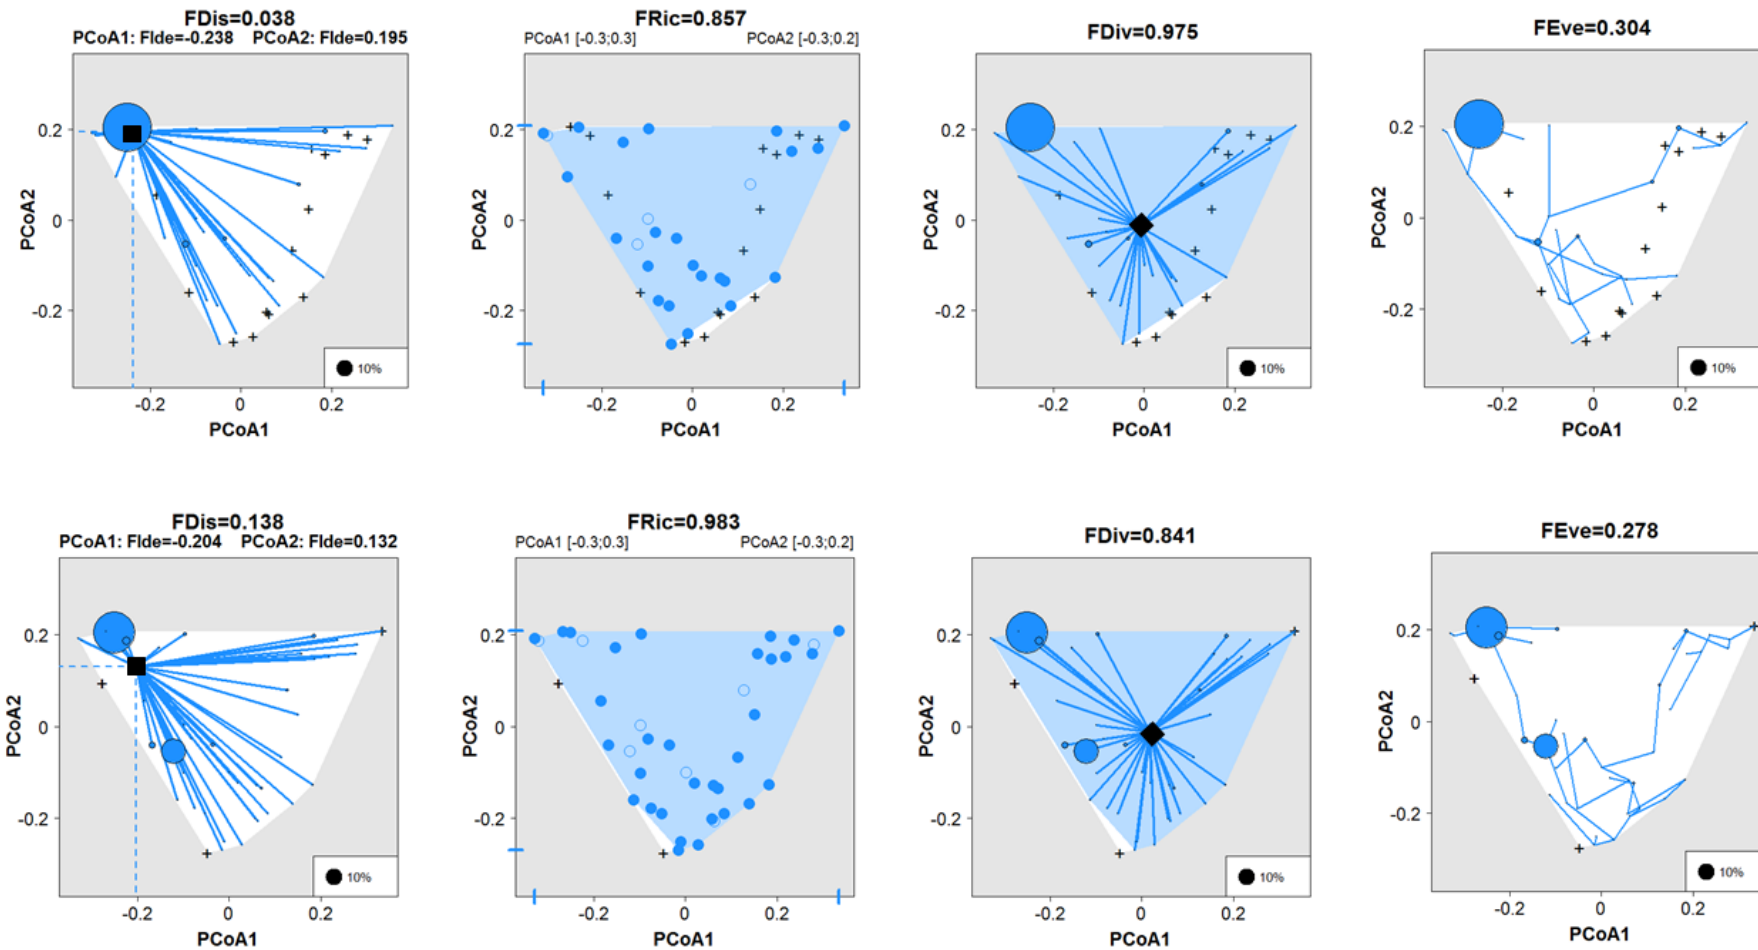 FDis=0.038
PCoA1: FIde=-0.238 PCoA2: FIde=0.195
0.2
0
-0.2
PCoA2
10%
-0.2 0 0.2
PCoA1
FRic=0.857
PCoA1 [-0.3;0.3] PCoA2 [-0.3;0.2]
0.2
0
-0.2
PCoA2
-0.2 0 0.2
PCoA1
FDiv=0.975
0.2
0
-0.2
PCoA2
10%
-0.2 0 0.2
PCoA1
FEve=0.304
0.2
0
-0.2
PCoA2
10%
-0.2 0 0.2
PCoA1
FDis=0.138
PCoA1: FIde=-0.204 PCoA2: FIde=0.132
0.2
0
-0.2
PCoA2
10%
-0.2 0 0.2
PCoA1
FRic=0.983
PCoA1 [-0.3;0.3] PCoA2 [-0.3;0.2]
0.2
0
-0.2
PCoA2
-0.2 0 0.2
PCoA1
FDiv=0.841
0.2
0
-0.2
PCoA2
10%
-0.2 0 0.2
PCoA1
FEve=0.278
0.2
0
-0.2
PCoA2
10%
-0.2 0 0.2
PCoA1